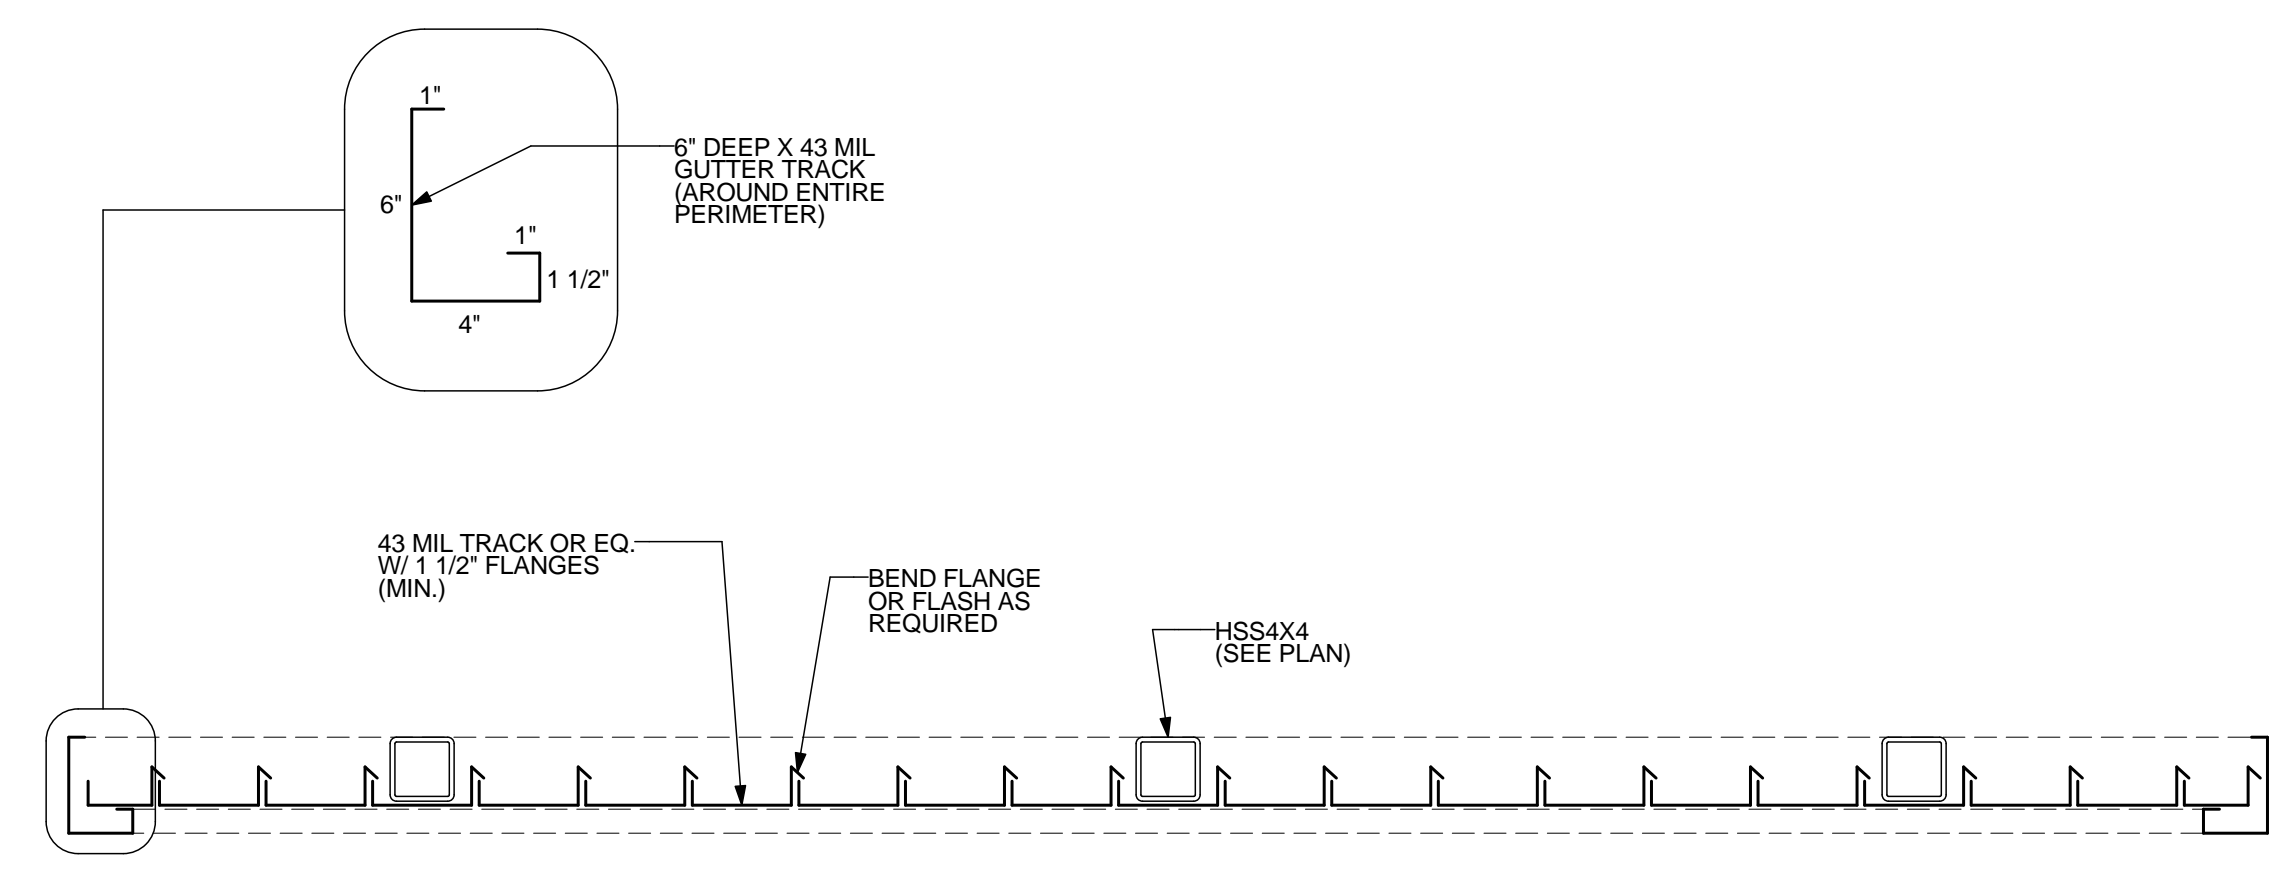 1"
6" DEEP X 43 MIL
GUTTER TRACK
(AROUND ENTIRE
PERIMETER)
6"
1"
1 1/2"
4"
43 MIL TRACK OR EQ.
W/ 1 1/2" FLANGES
(MIN.)
BEND FLANGE
OR FLASH AS
REQUIRED
HSS4X4
(SEE PLAN)